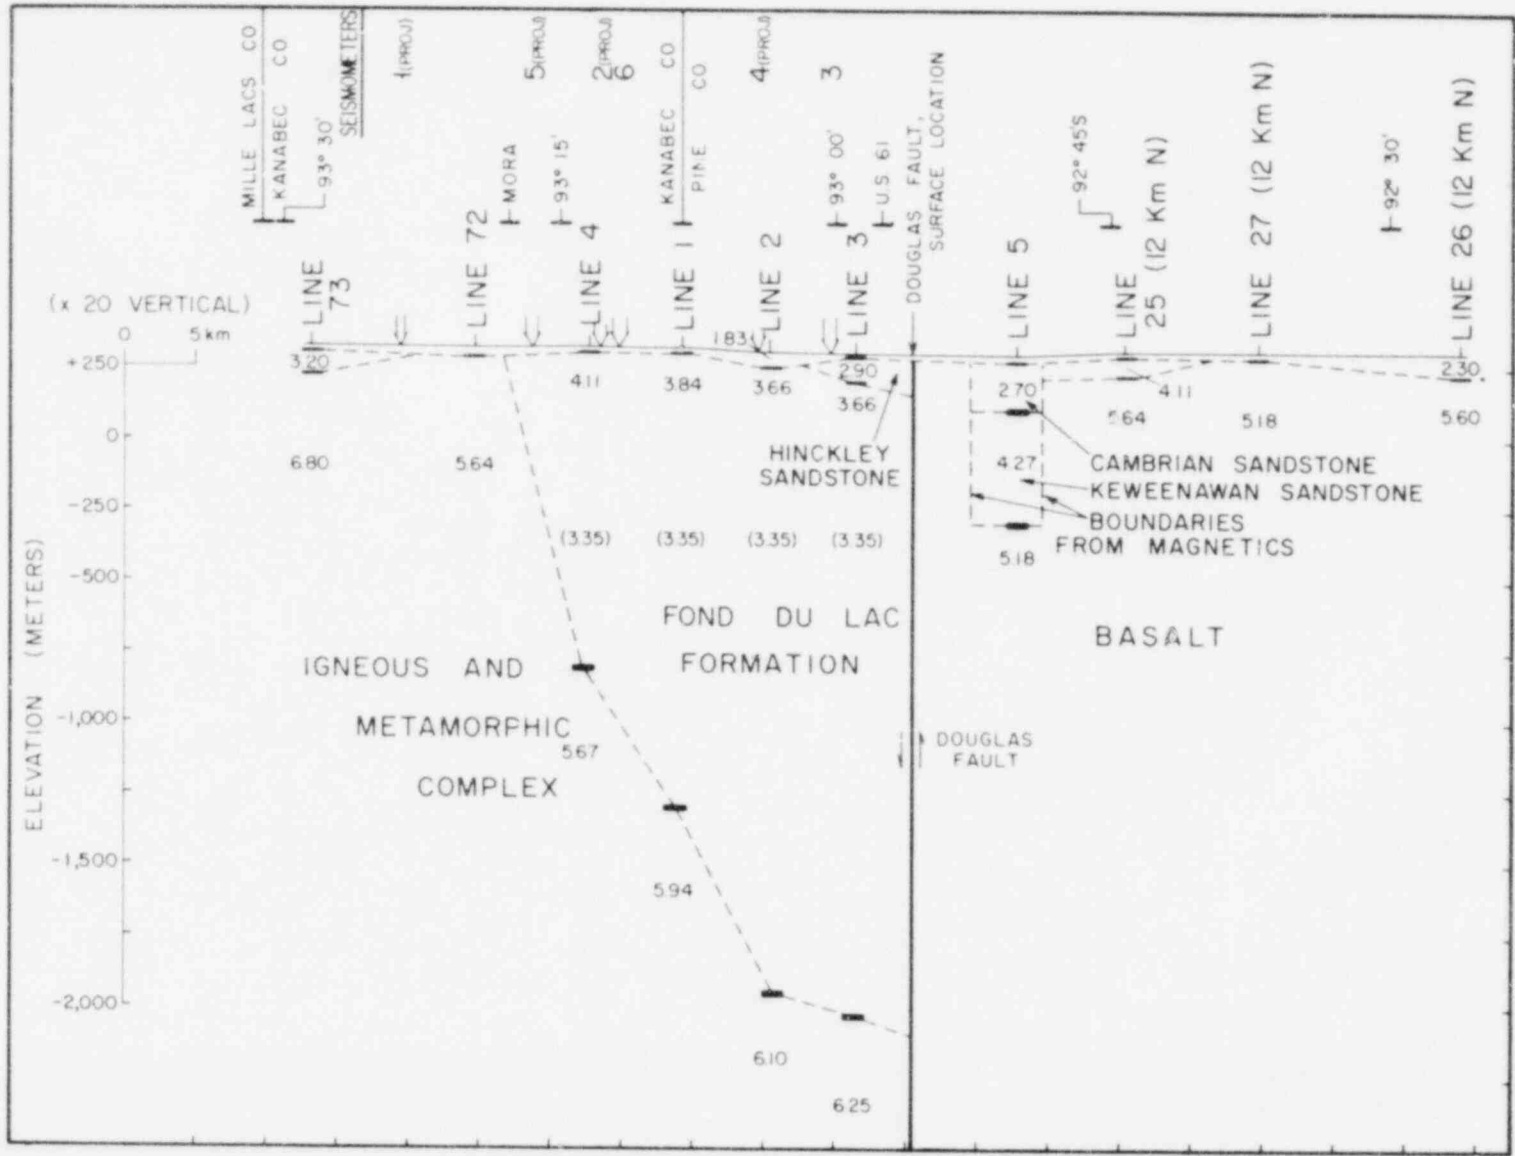 MILLE LACS CO
KANABEC CO
93° 30'
SEISMOMETERS
1(PROJ)
5(PROJ)
2(PROJ)
6
KANABEC CO
PINE CO
4(PROJ)
3
MORA
93° 15'
93° 00'
U.S. 61
DOUGLAS FAULT,
SURFACE LOCATION
92° 45'S
92° 30'
LINE
73
LINE 72
LINE 4
LINE 1
LINE 2
LINE 3
LINE 5
LINE
25 (12 Km N)
LINE 27 (12 Km N)
LINE 26 (12 Km N)
(x 20 VERTICAL)
0 5 km
+250
0
-250
-500
-1,000
-1,500
-2,000
ELEVATION (METERS)
1.83
3.20
4.11
3.84
3.66
2.90
3.66
2.70
4.11
5.64
5.18
2.30
5.60
6.80
5.64
HINCKLEY
SANDSTONE
4.27
CAMBRIAN SANDSTONE
KEWEENAWAN SANDSTONE
BOUNDARIES
FROM MAGNETICS
(3.35) (3.35) (3.35) (3.35)
5.18
FOND DU LAC
FORMATION
BASALT
IGNEOUS AND
METAMORPHIC
COMPLEX
5.67
DOUGLAS
FAULT
5.94
6.10
6.25